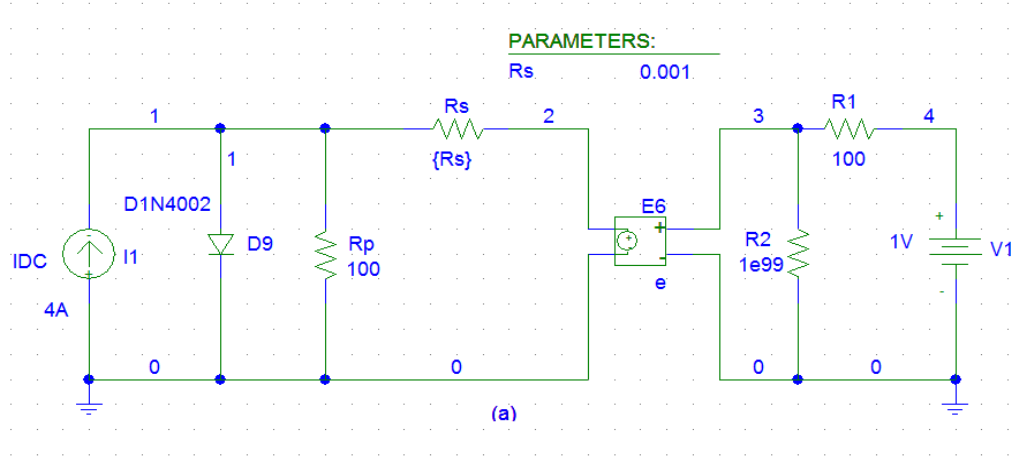 PARAMETERS:
Rs 0.001
1 Rs 2 3 R1 4
{Rs} 100
1
D1N4002
E6
+
IDC - I1 D9 Rp + + R2 1V V1
+ 100 - 1e99
4A e -
0 0 0 0
(a)